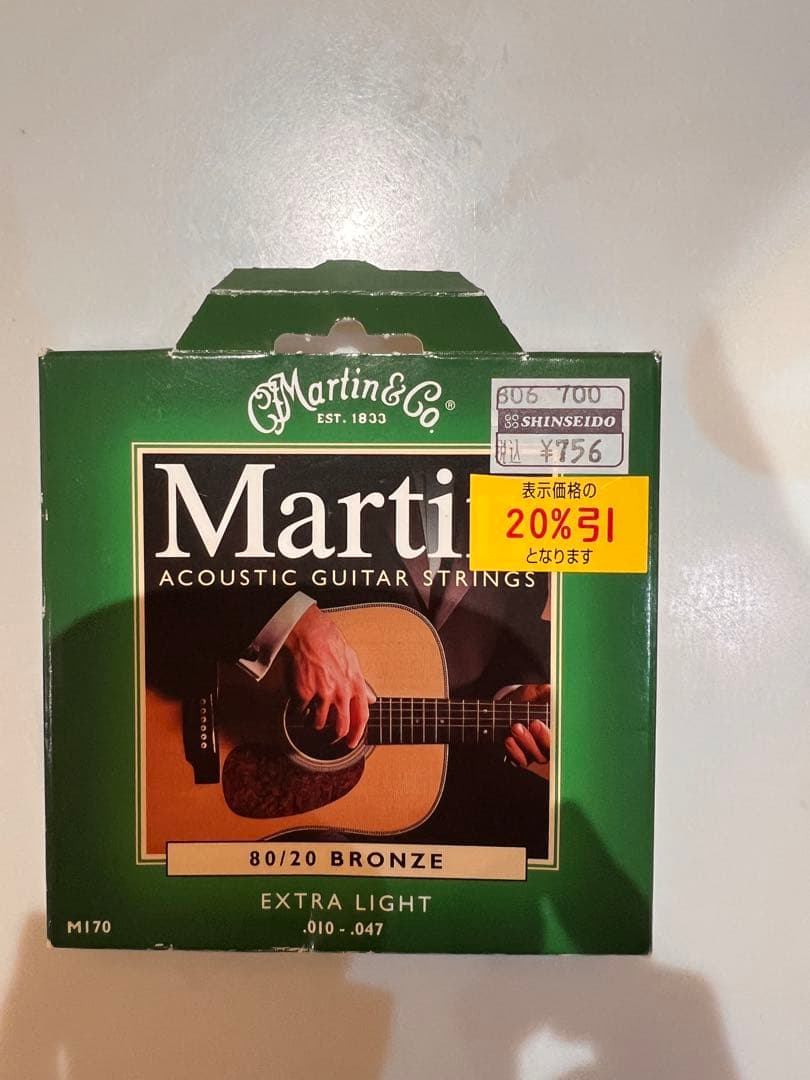 Martin & Co. ®
EST. 1833
806 700
SHINSEIDO
税込 ¥756
表示価格の
20%引
となります
Marti
ACOUSTIC GUITAR STRINGS
80/20 BRONZE
EXTRA LIGHT
M170
.010 - .047